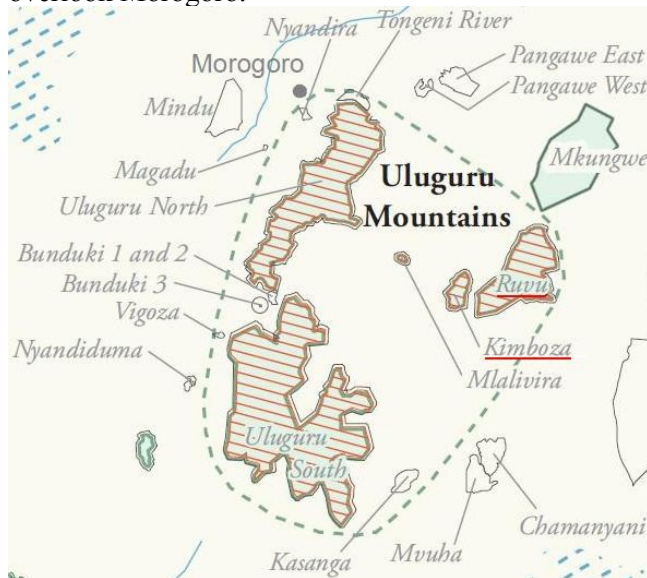 Nyandira
Tongeni River
Morogoro
Pangawe East
Pangawe West
Mindu
Mkungwe
Magadu
Uluguru
Mountains
Uluguru North
Bunduki 1 and 2
Bunduki 3
Ruvu
Vigoza
Kimboza
Nyandiduma
Mlalivira
Uluguru
South
Chamanyani
Kasanga
Mvuha